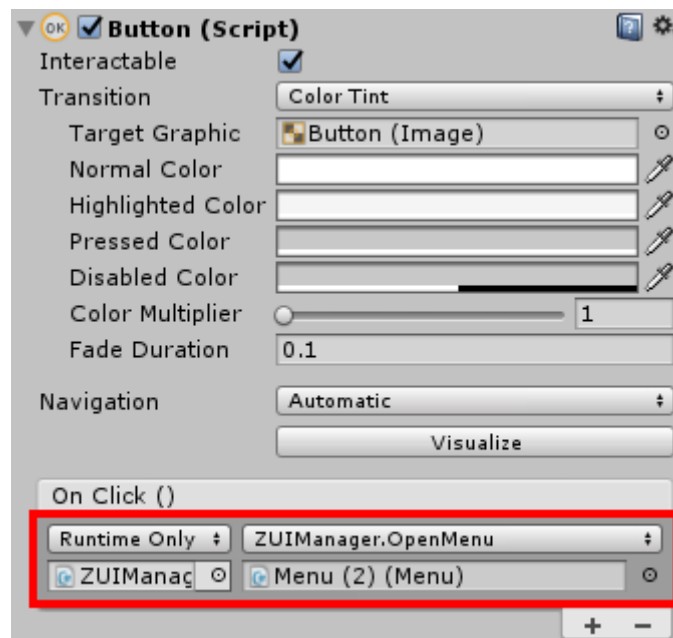 OK Button (Script)
Interactable
Transition Color Tint
Target Graphic Button (Image)
Normal Color
Highlighted Color
Pressed Color
Disabled Color
Color Multiplier 1
Fade Duration 0.1
Navigation Automatic
Visualize
On Click ()
Runtime Only ZUIManager.OpenMenu
ZUIManag Menu (2) (Menu)
+ −